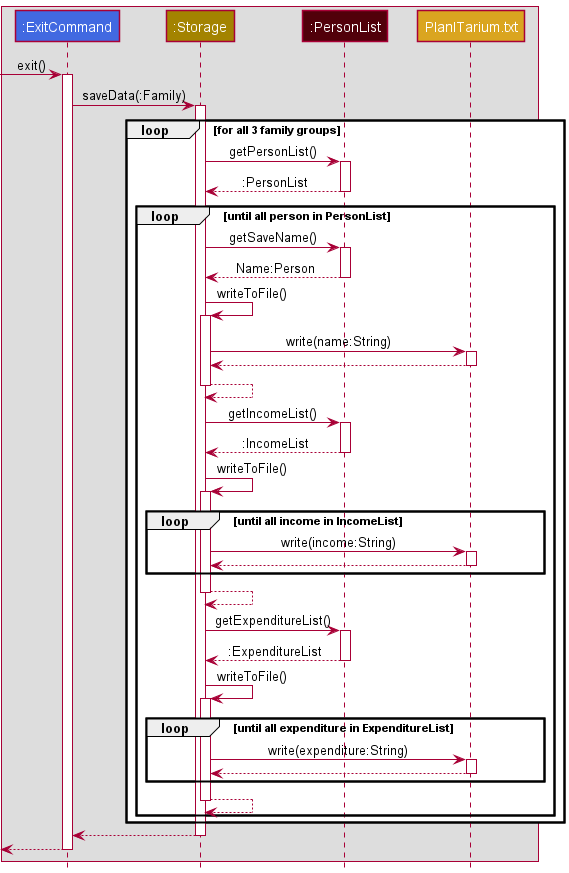 :ExitCommand :Storage :PersonList PlanITarium.txt
exit()
saveData(:Family)
loop [for all 3 family groups]
getPersonList()
:PersonList
loop [until all person in PersonList]
getSaveName()
Name:Person
writeToFile()
write(name:String)
getIncomeList()
:IncomeList
writeToFile()
loop [until all income in IncomeList]
write(income:String)
getExpenditureList()
:ExpenditureList
writeToFile()
loop [until all expenditure in ExpenditureList]
write(expenditure:String)